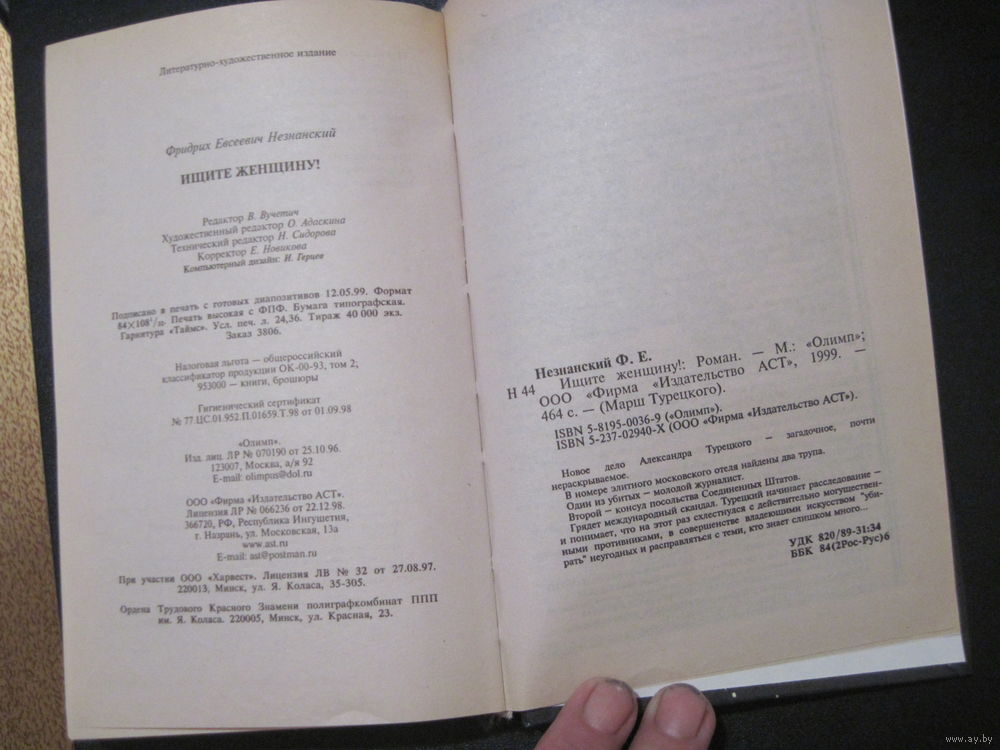 Литературно-художественное издание
Фридрих Евсеевич Незнанский
ИЩИТЕ ЖЕНЩИНУ!
Редактор В. Вучетич
Художественный редактор О. Адаскина
Технический редактор Н. Сидорова
Корректор Е. Новикова
Компьютерный дизайн: И. Герцев
Подписано в печать с готовых диапозитивов 12.05.99. Формат
84×108¹/₃₂. Печать высокая с ФПФ. Бумага типографская.
Гарнитура «Таймс». Усл. печ. л. 24,36. Тираж 40 000 экз.
Заказ 3806.
Налоговая льгота — общероссийский
классификатор продукции ОК-00-93, том 2,
953000 — книги, брошюры
Гигиенический сертификат
№ 77.ЦС.01.952.П.01659.Т.98 от 01.09.98
«Олимп».
Изд. лиц. ЛР № 070190 от 25.10.96.
123007, Москва, а/я 92
E-mail: olimpus@dol.ru
ООО «Фирма «Издательство АСТ».
Лицензия ЛР № 066236 от 22.12.98.
366720, РФ, Республика Ингушетия,
г. Назрань, ул. Московская, 13а
www.ast.ru
E-mail: ast@postman.ru
При участии ООО «Харвест». Лицензия ЛВ № 32 от 27.08.97.
220013, Минск, ул. Я. Коласа, 35-305.
Ордена Трудового Красного Знамени полиграфкомбинат ППП
им. Я. Коласа. 220005, Минск, ул. Красная, 23.
Незнанский Ф. Е.
Н 44 Ищите женщину!: Роман. — М.: «Олимп»;
ООО «Фирма «Издательство АСТ», 1999. —
464 с. — (Марш Турецкого).
ISBN 5-8195-0036-9 («Олимп»).
ISBN 5-237-02940-X (ООО «Фирма «Издательство АСТ»).
Новое дело Александра Турецкого — загадочное, почти
нераскрываемое.
В номере элитного московского отеля найдены два трупа.
Один из убитых — молодой журналист.
Второй — консул посольства Соединенных Штатов.
Грядет международный скандал. Турецкий начинает расследование —
и понимает, что на этот раз схлестнулся с действительно могущественн-
ными противниками, в совершенстве владеющими искусством "уби-
рать" неугодных и расправляться с теми, кто знает слишком много...
УДК 820/89-31:34
ББК 84(2Рос-Рус)6
www.ay.by